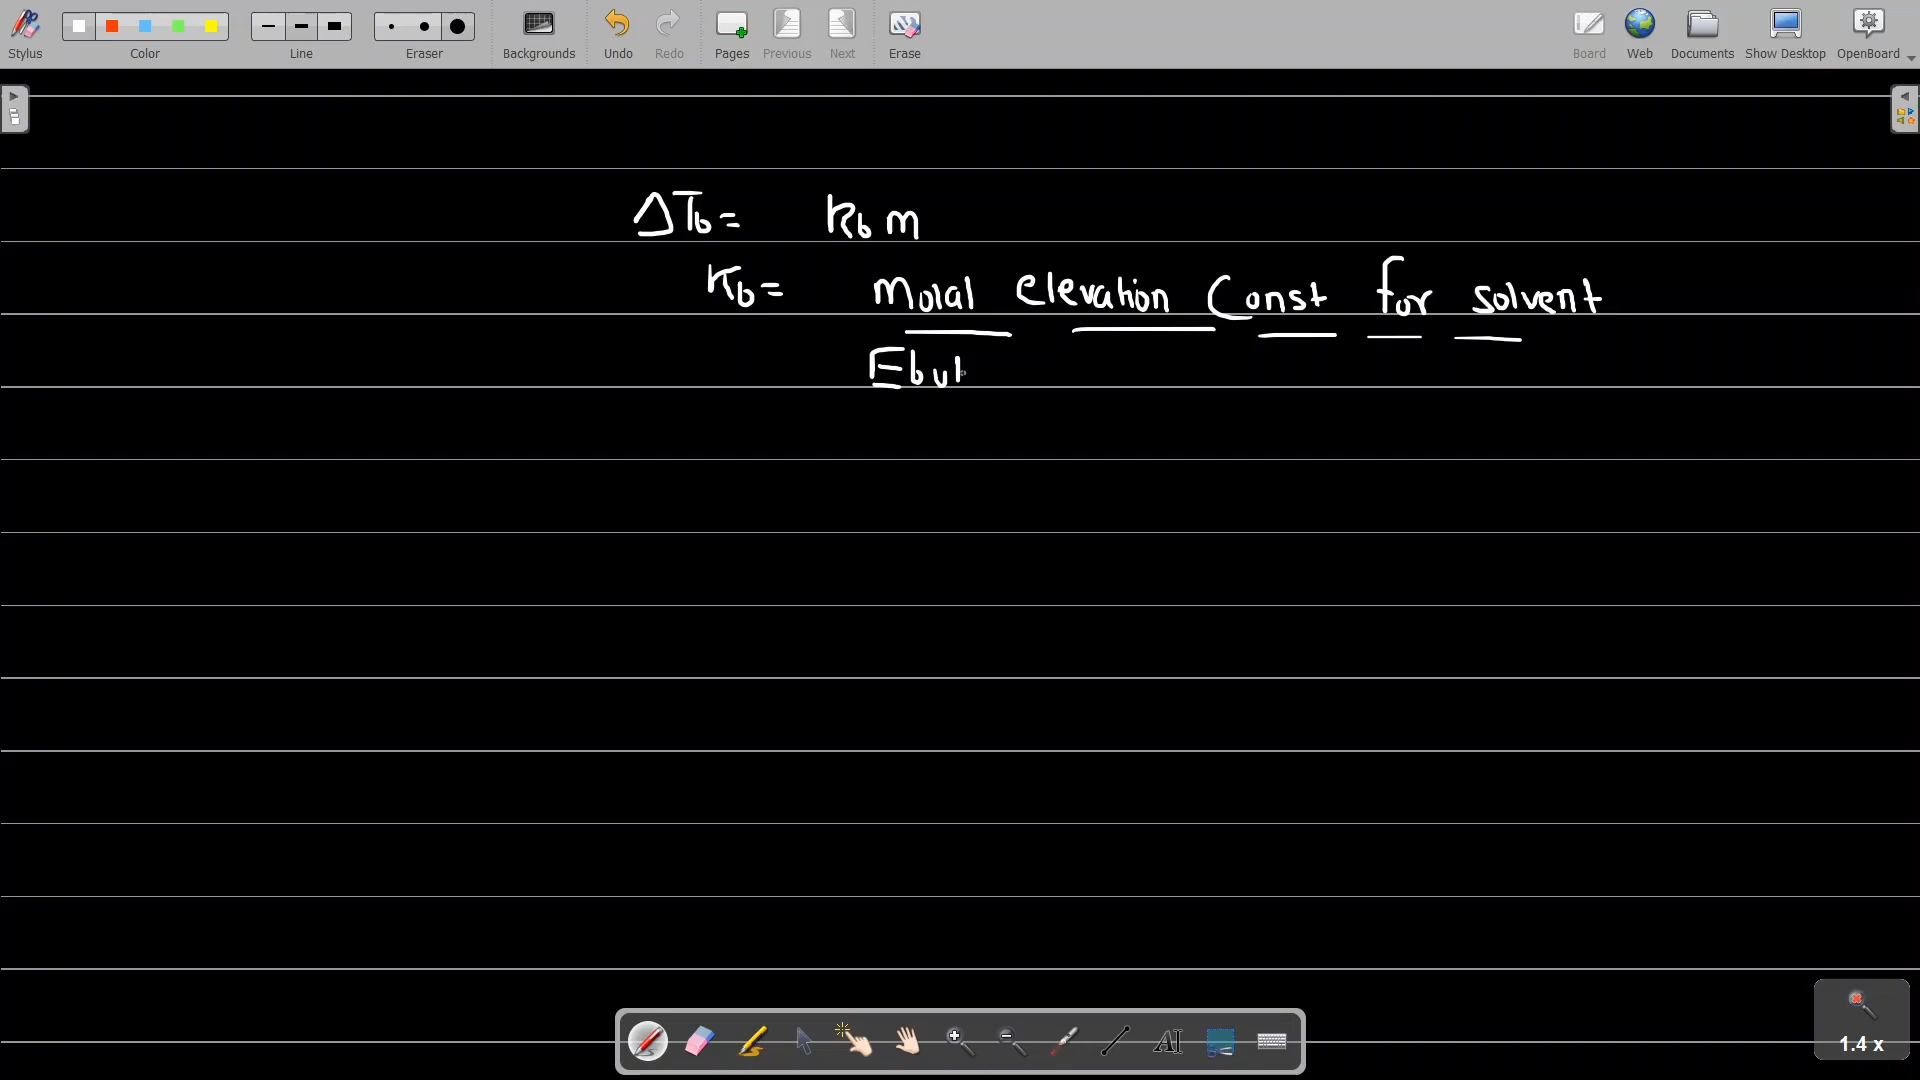 Stylus Color Line Eraser Backgrounds Undo Redo Pages Previous Next Erase Board Web Documents Show Desktop OpenBoard
ΔTb = Kb m
Kb = Molal elevation Const for solvent
Ebul
1.4 x